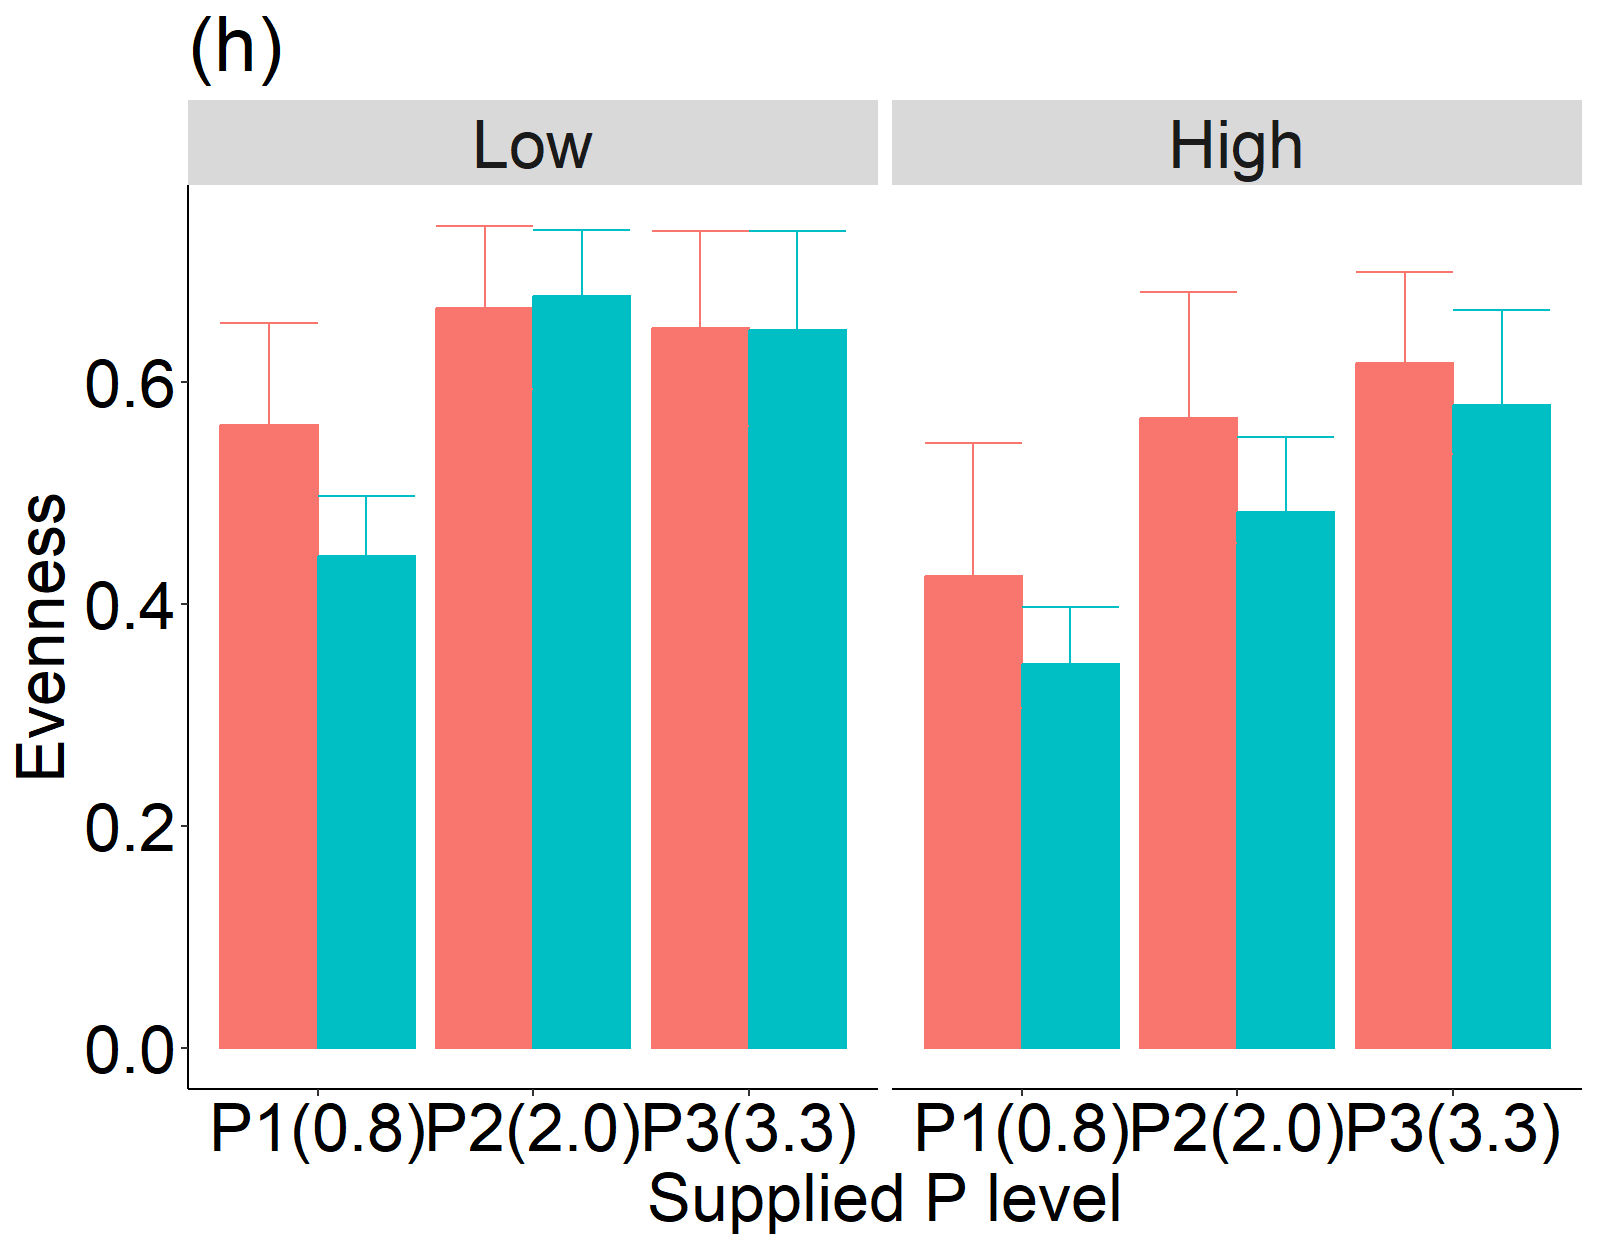 (h)
Low High
Evenness
0.6
0.4
0.2
0.0
P1(0.8) P2(2.0) P3(3.3) P1(0.8) P2(2.0) P3(3.3)
Supplied P level